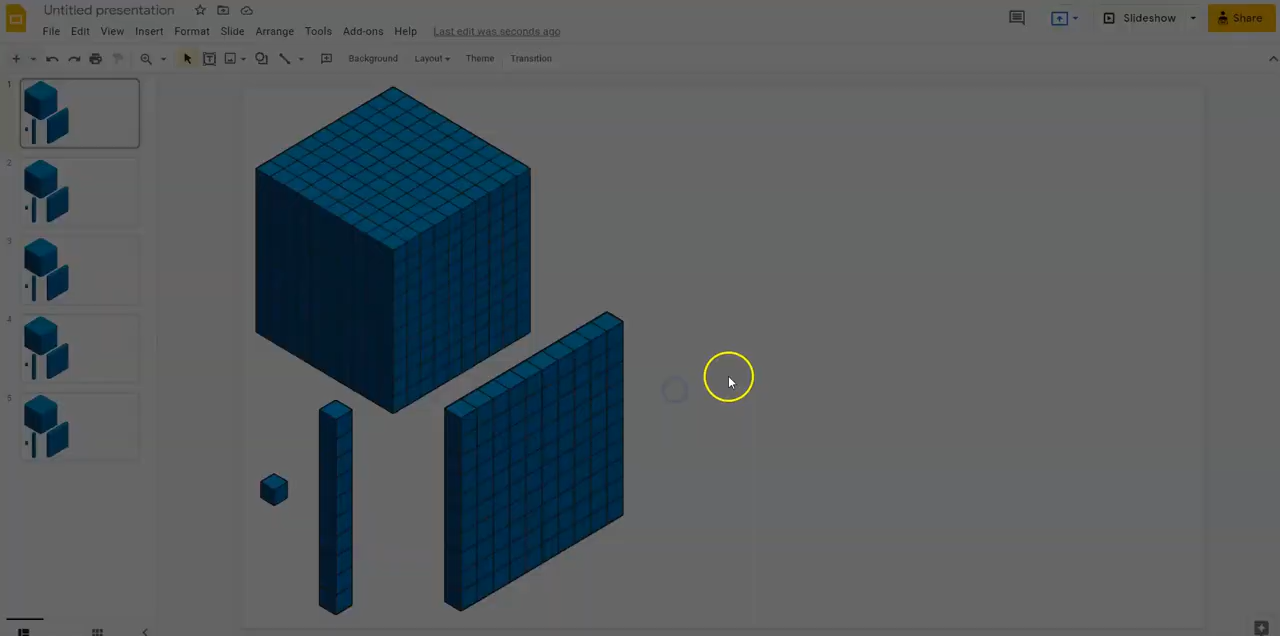 Untitled presentation
File Edit View Insert Format Slide Arrange Tools Add-ons Help Last edit was seconds ago
Slideshow
Share
Background Layout Theme Transition
1
2
3
4
5